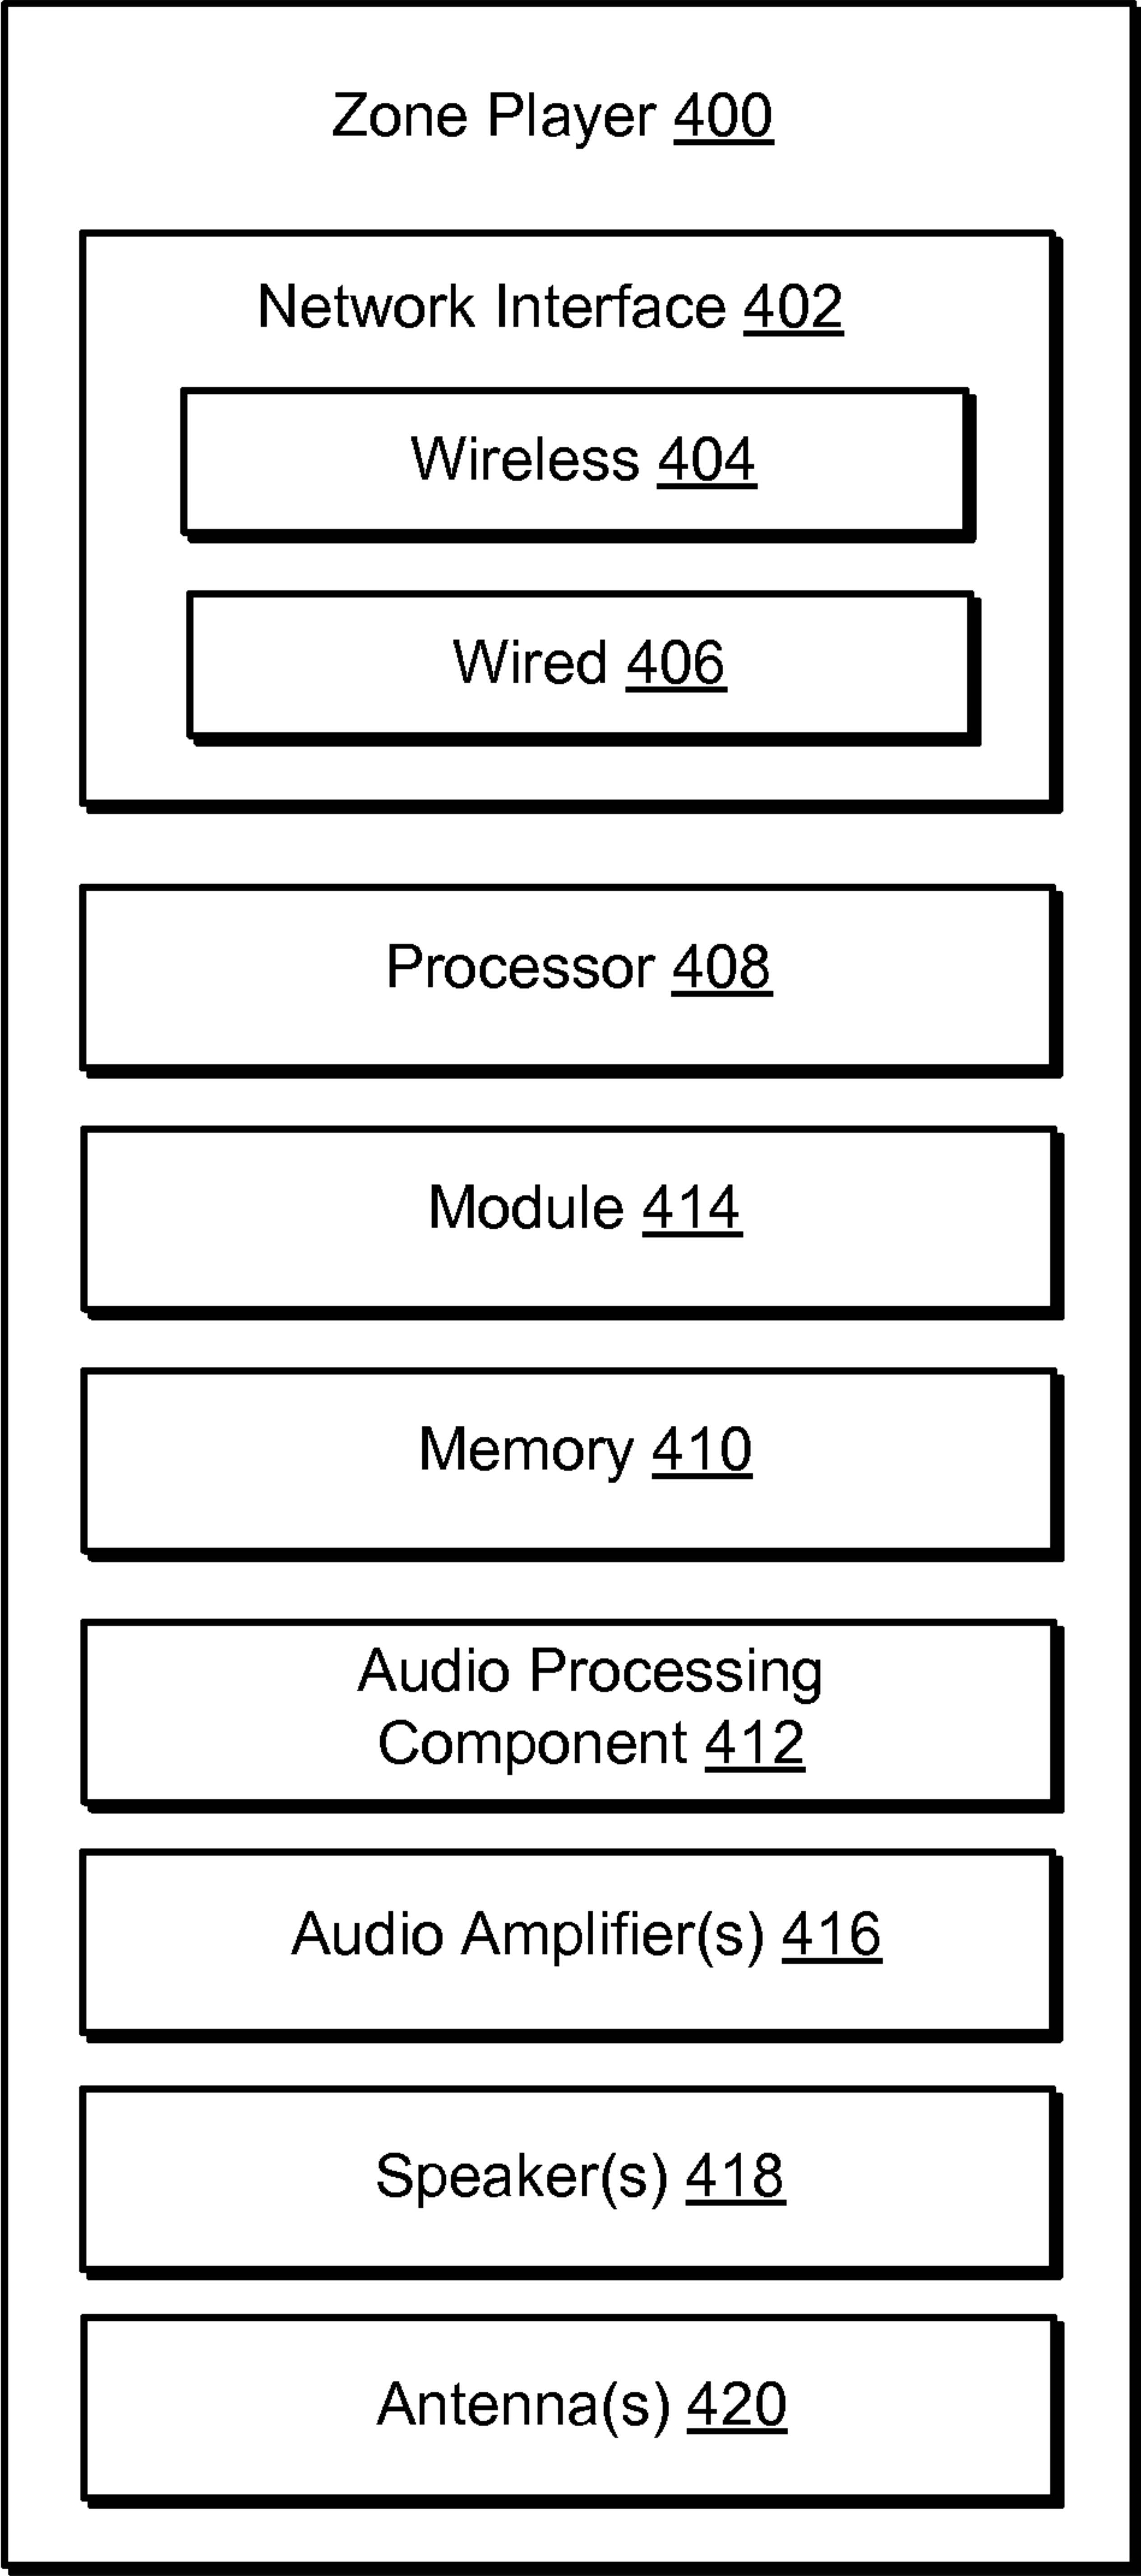 Zone Player 400
Network Interface 402
Wireless 404
Wired 406
Processor 408
Module 414
Memory 410
Audio Processing
Component 412
Audio Amplifier(s) 416
Speaker(s) 418
Antenna(s) 420